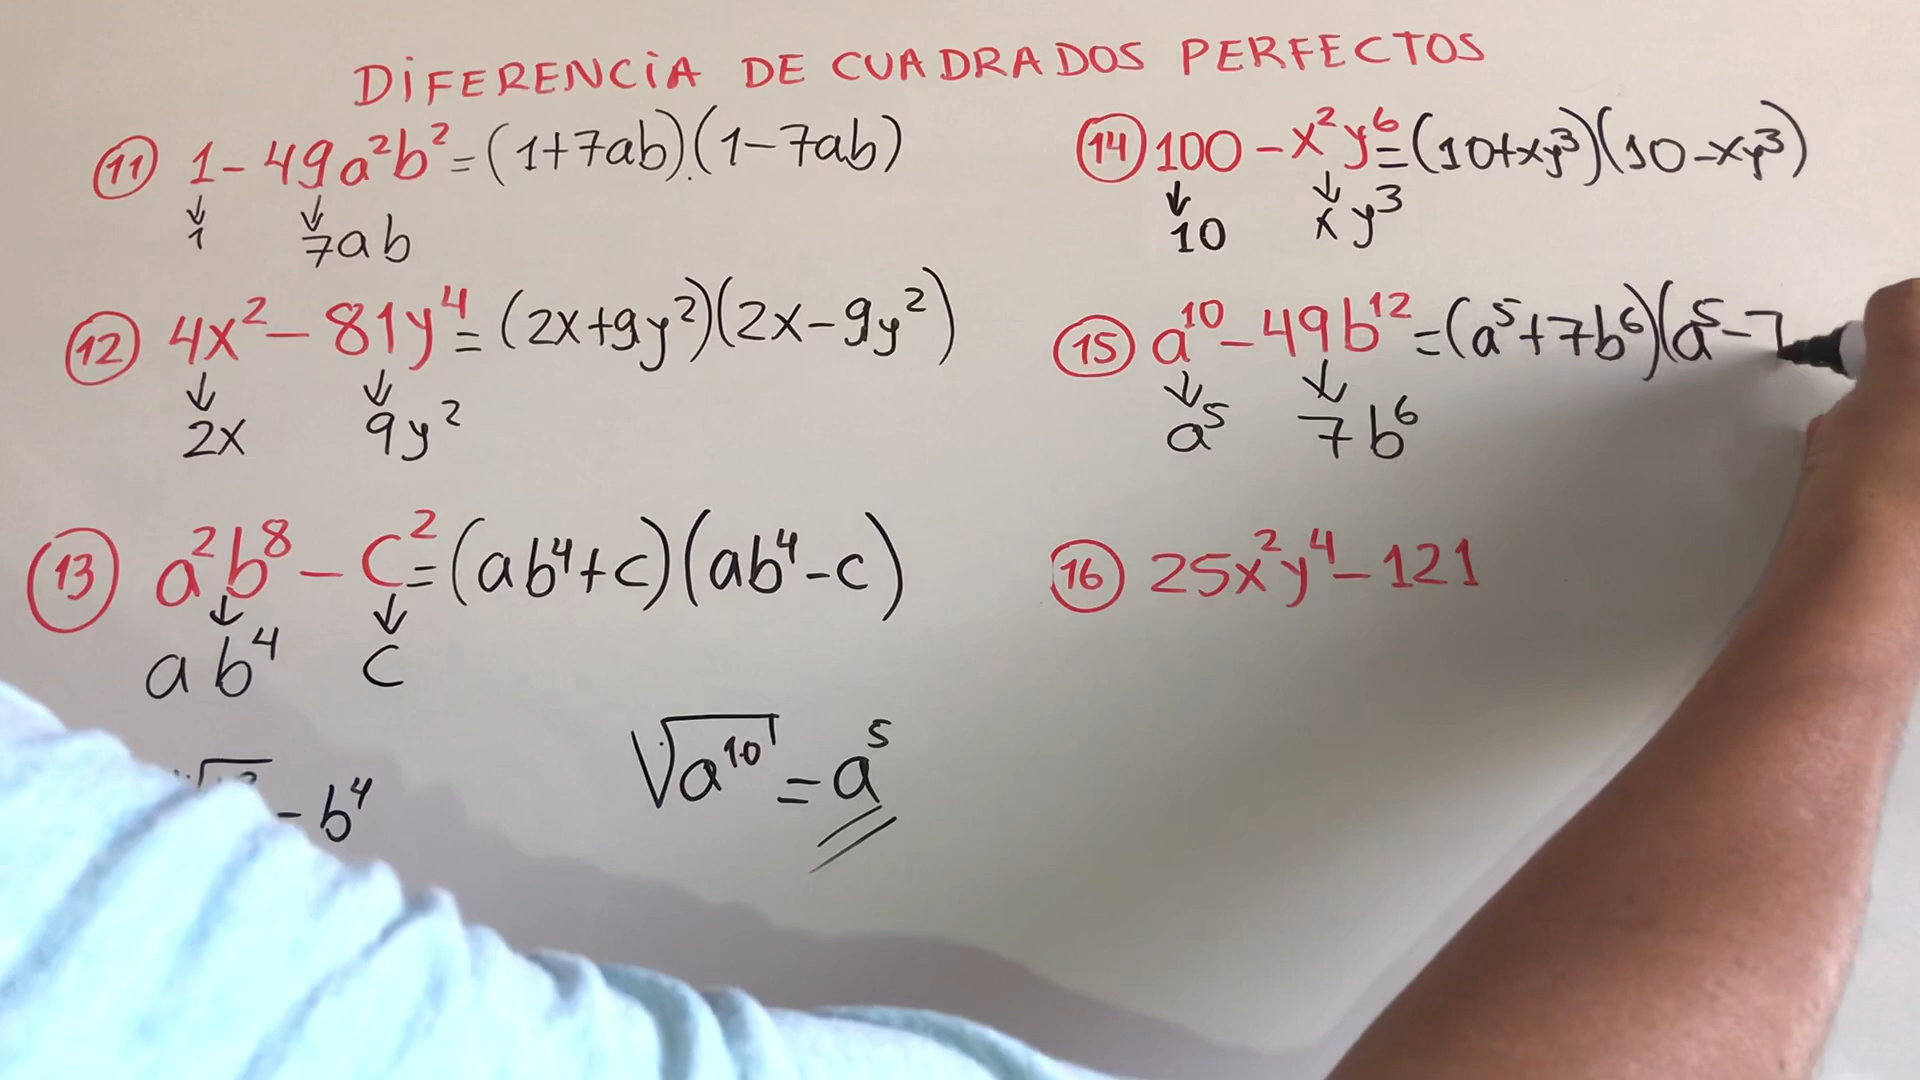 DIFERENCIA DE CUADRADOS PERFECTOS
11 1 - 49a²b² = (1+7ab).(1-7ab)
1 7ab
12 4x² - 81y⁴ = (2x+9y²)(2x-9y²)
2x 9y²
13 a²b⁸ - c² = (ab⁴+c)(ab⁴-c)
ab⁴ c
- b⁴
√a¹⁰ = a⁵
14 100 - x²y⁶ = (10+xy³)(10-xy³)
10 xy³
15 a¹⁰ - 49b¹² = (a⁵+7b⁶)(a⁵-7
a⁵ 7b⁶
16 25x²y⁴ - 121